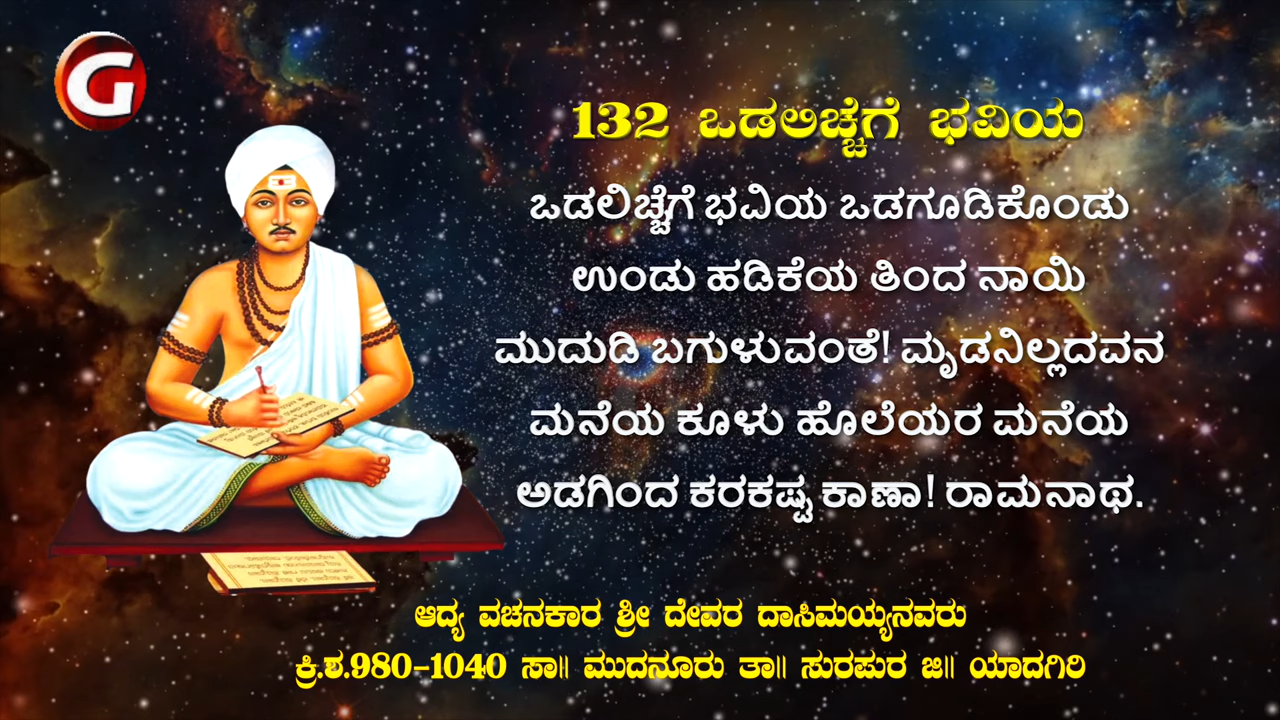 G
132 ಒಡಲಿಚ್ಚೆಗೆ ಭವಿಯ
ಒಡಲಿಚ್ಚೆಗೆ ಭವಿಯ ಒಡಗೂಡಿಕೊಂಡು
ಉಂಡು ಹಡಿಕೆಯ ತಿಂದ ನಾಯಿ
ಮುದುಡಿ ಬಗುಳುವಂತೆ! ಮೃಡನಿಲ್ಲದವನ
ಮನೆಯ ಕೂಳು ಹೊಲೆಯರ ಮನೆಯ
ಅಡಗಿಂದ ಕರಕಷ್ಟ ಕಾಣಾ! ರಾಮನಾಥ.
ಆದ್ಯ ವಚನಕಾರ ಶ್ರೀ ದೇವರ ದಾಸಿಮಯ್ಯನವರು
ಕ್ರಿ.ಶ.980-1040 ಸಾ॥ ಮುದನೂರು ತಾ॥ ಸುರಪುರ ಜಿ॥ ಯಾದಗಿರಿ